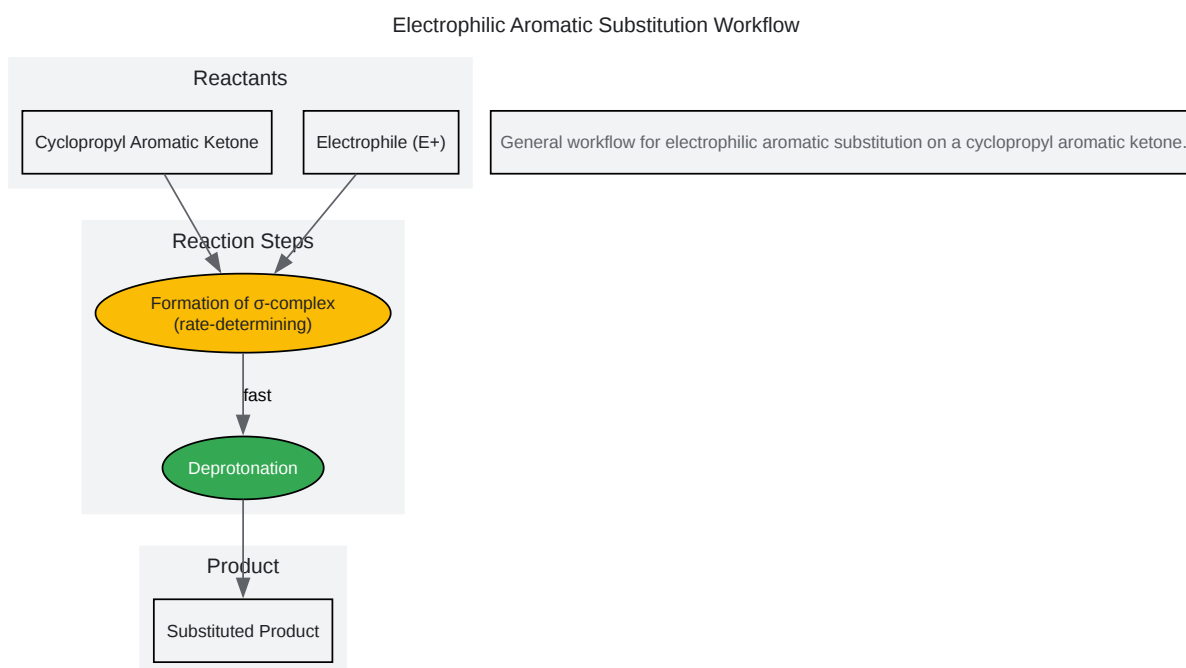 Electrophilic Aromatic Substitution Workflow
Reactants
Cyclopropyl Aromatic Ketone
Electrophile (E+)
General workflow for electrophilic aromatic substitution on a cyclopropyl aromatic ketone.
Reaction Steps
Formation of σ-complex
(rate-determining)
fast
Deprotonation
Product
Substituted Product